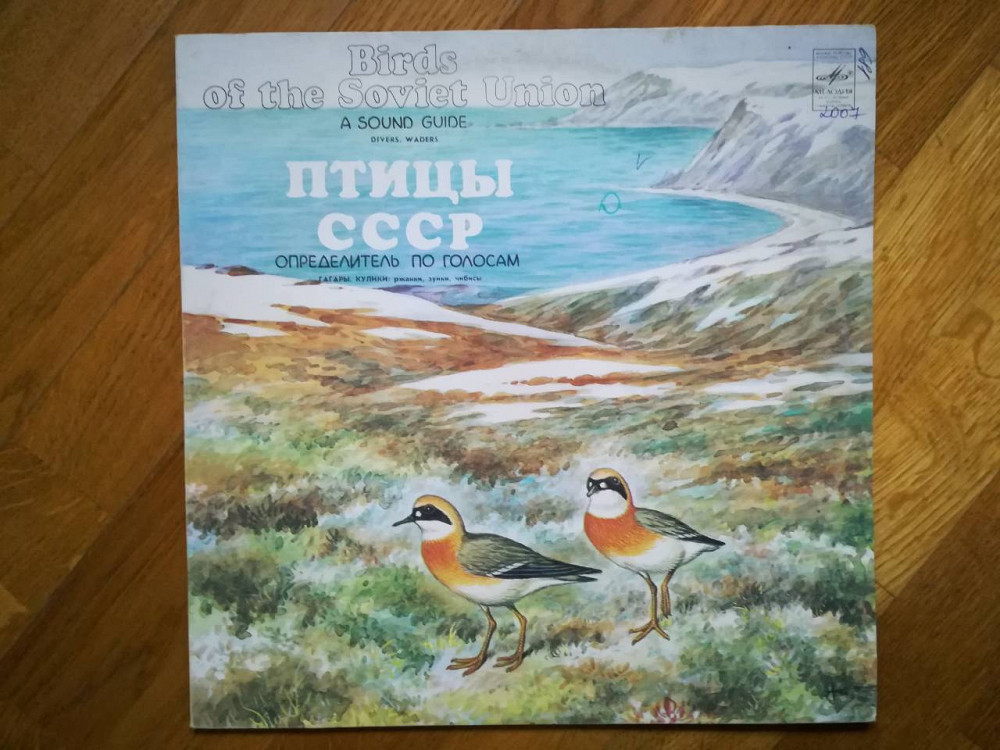 Birds
of the Soviet Union
A SOUND GUIDE
DIVERS, WADERS
ПТИЦЫ
СССР
ОПРЕДЕЛИТЕЛЬ ПО ГОЛОСАМ
ГАГАРЫ, КУЛИКИ: ржанки, зуйки, чибисы
2007